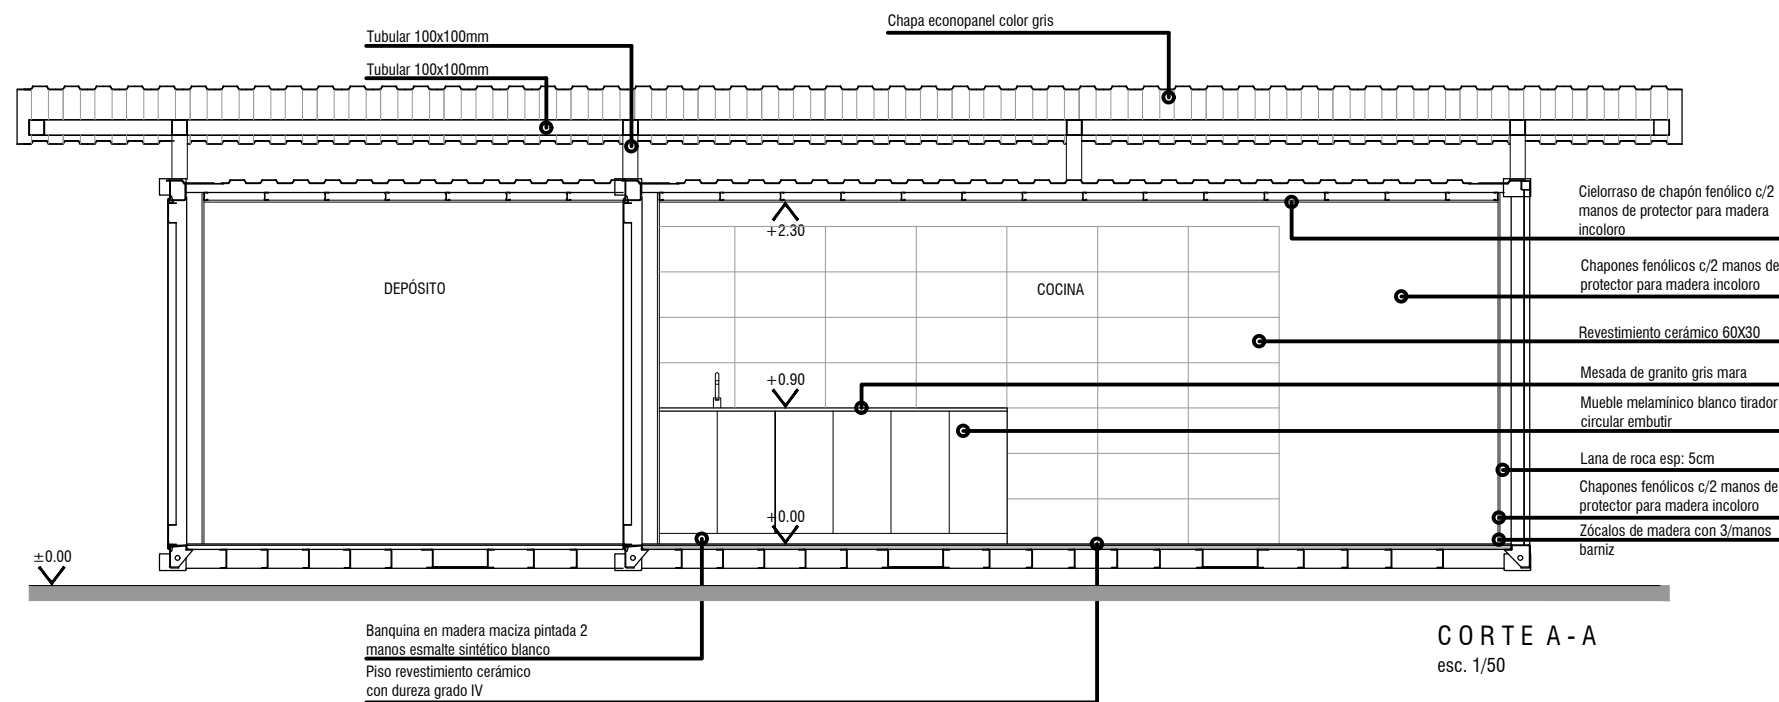 Chapa econopanel color gris
Tubular 100x100mm
Tubular 100x100mm
Cielorraso de chapón fenólico c/2
manos de protector para madera
incoloro
+2.30
Chapones fenólicos c/2 manos de
protector para madera incoloro
DEPÓSITO
COCINA
Revestimiento cerámico 60X30
Mesada de granito gris mara
+0.90
Mueble melamínico blanco tirador
circular embutir
Lana de roca esp: 5cm
Chapones fenólicos c/2 manos de
protector para madera incoloro
+0.00
Zócalos de madera con 3/manos
barniz
±0.00
Banquina en madera maciza pintada 2
manos esmalte sintético blanco
Piso revestimiento cerámico
con dureza grado IV
CORTE A-A
esc. 1/50